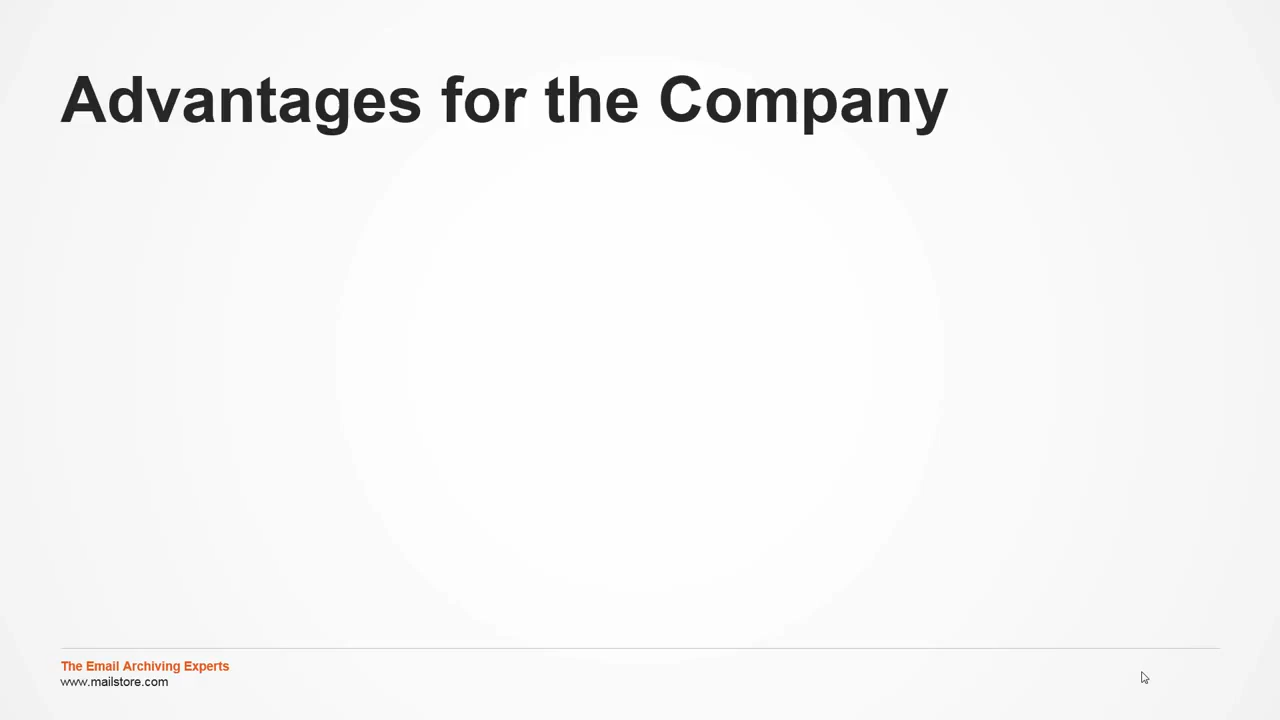 Advantages for the Company
The Email Archiving Experts
www.mailstore.com